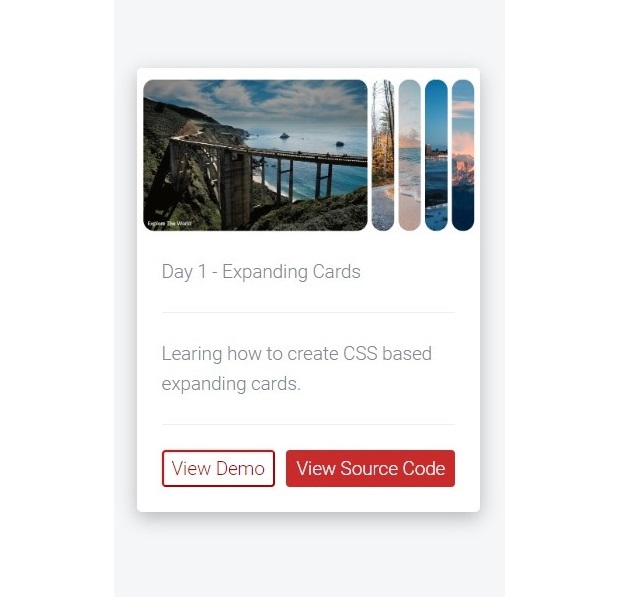 Explore The World
Day 1 - Expanding Cards
Learing how to create CSS based
expanding cards.
View Demo
View Source Code